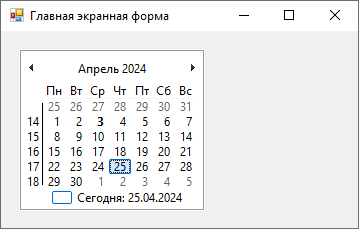 Главная экранная форма
Апрель 2024
Пн Вт Ср Чт Пт Сб Вс
25 26 27 28 29 30 31
14 1 2 3 4 5 6 7
15 8 9 10 11 12 13 14
16 15 16 17 18 19 20 21
17 22 23 24 25 26 27 28
18 29 30 1 2 3 4 5
Сегодня: 25.04.2024